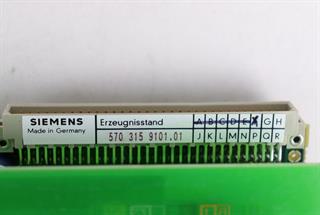 SIEMENS
Made in Germany
Erzeugnisstand
570 315 9101.01
A B C D E X G H
J K L M N P Q R